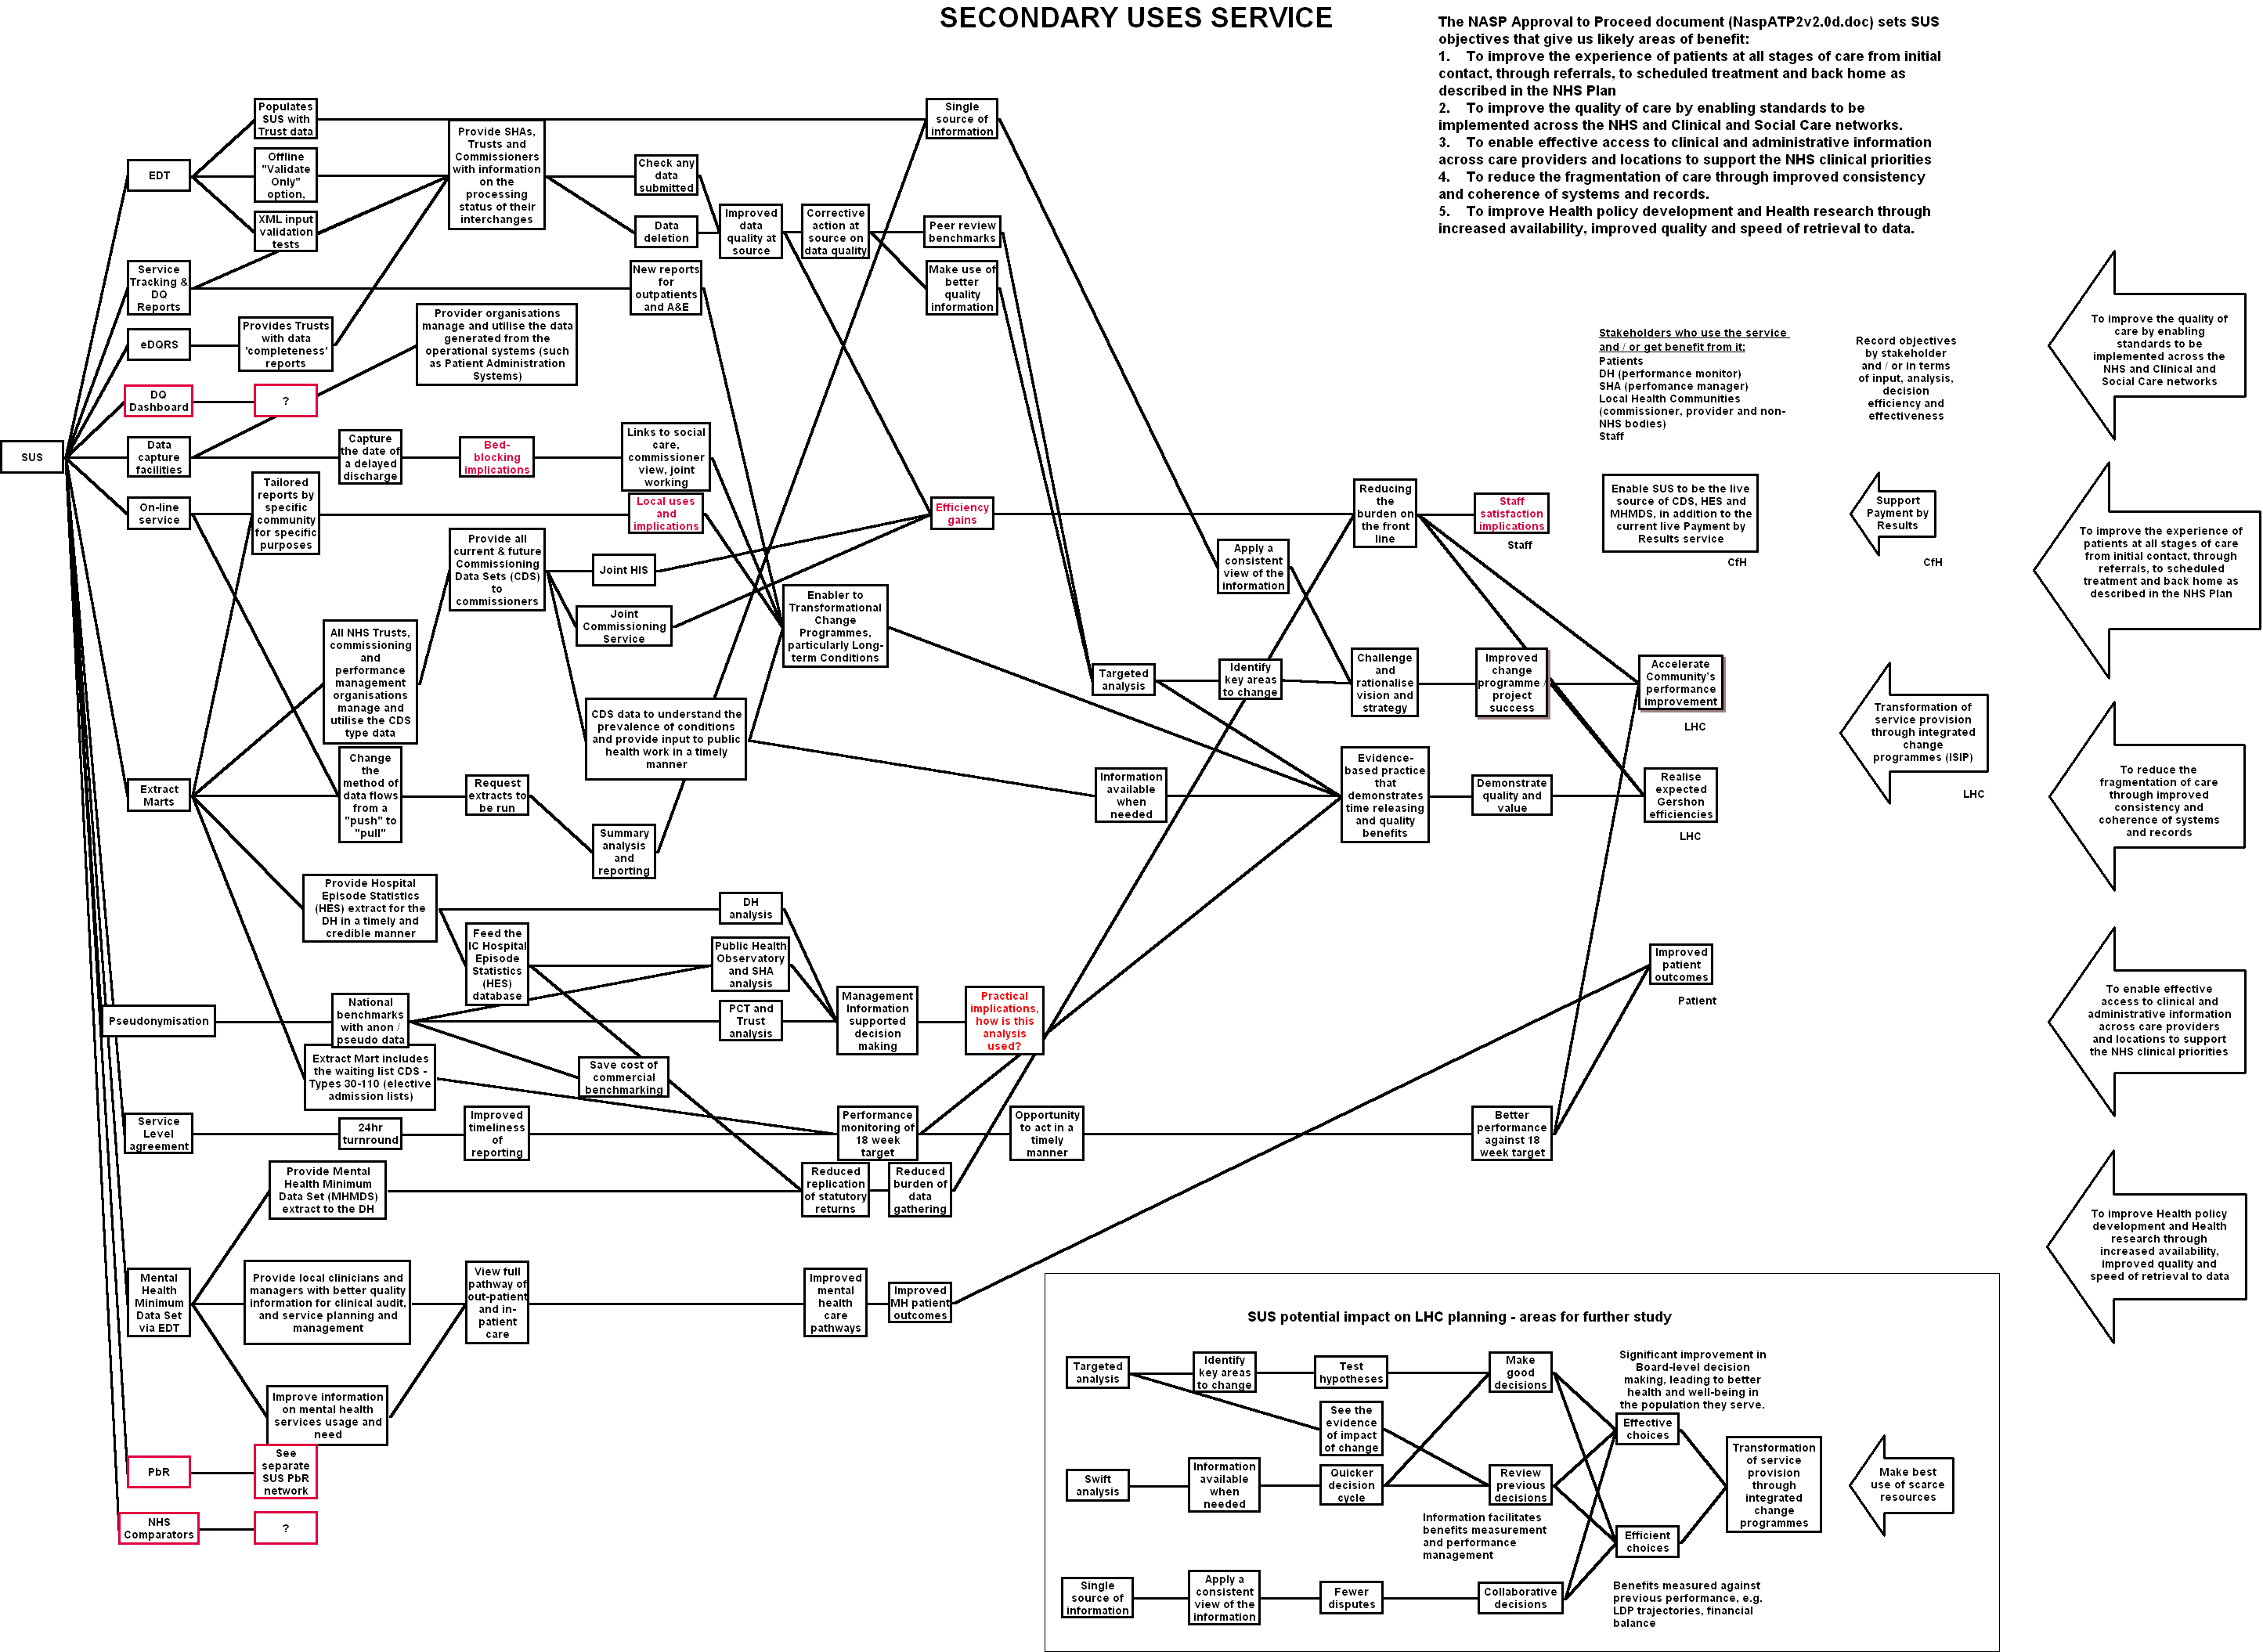 SECONDARY USES SERVICE
The NASP Approval to Proceed document (NaspATP2v2.0d.doc) sets SUS
objectives that give us likely areas of benefit:
1. To improve the experience of patients at all stages of care from initial
contact, through referrals, to scheduled treatment and back home as
described in the NHS Plan
2. To improve the quality of care by enabling standards to be
implemented across the NHS and Clinical and Social Care networks.
3. To enable effective access to clinical and administrative information
across care providers and locations to support the NHS clinical priorities
4. To reduce the fragmentation of care through improved consistency
and coherence of systems and records.
5. To improve Health policy development and Health research through
increased availability, improved quality and speed of retrieval to data.
SUS
EDT
Service
Tracking &
DQ
Reports
eDQRS
DQ
Dashboard
Data
capture
facilities
On-line
service
Extract
Marts
Pseudonymisation
Service
Level
agreement
Mental
Health
Minimum
Data Set
via EDT
PbR
NHS
Comparators
Populates
SUS with
Trust data
Offline
"Validate
Only"
option,
XML input
validation
tests
Provides Trusts
with data
'completeness'
reports
?
Tailored
reports by
specific
community
for specific
purposes
Capture
the date of
a delayed
discharge
Bed-
blocking
implications
Provide SHAs,
Trusts and
Commissioners
with information
on the
processing
status of their
interchanges
Provider organisations
manage and utilise the data
generated from the
operational systems (such
as Patient Administration
Systems)
Check any
data
submitted
Data
deletion
New reports
for
outpatients
and A&E
Improved
data
quality at
source
Corrective
action at
source on
data quality
Single
source of
information
Peer review
benchmarks
Make use of
better
quality
information
Links to social
care,
commissioner
view, joint
working
Local uses
and
implications
Provide all
current & future
Commissioning
Data Sets (CDS)
to
commissioners
Joint HIS
Joint
Commissioning
Service
Efficiency
gains
Enabler to
Transformational
Change
Programmes,
particularly Long-
term Conditions
All NHS Trusts,
commissioning
and
performance
management
organisations
manage and
utilise the CDS
type data
CDS data to understand the
prevalence of conditions
and provide input to public
health work in a timely
manner
Change
the
method of
data flows
from a
"push" to
"pull"
Request
extracts to
be run
Summary
analysis
and
reporting
Provide Hospital
Episode Statistics
(HES) extract for the
DH in a timely and
credible manner
Feed the
IC Hospital
Episode
Statistics
(HES)
database
DH
analysis
Public Health
Observatory
and SHA
analysis
PCT and
Trust
analysis
National
benchmarks
with anon /
pseudo data
Extract Mart includes
the waiting list CDS -
Types 30-110 (elective
admission lists)
Save cost of
commercial
benchmarking
Management
Information
supported
decision
making
Practical
implications,
how is this
analysis
used?
24hr
turnround
Improved
timeliness
of
reporting
Performance
monitoring of
18 week
target
Opportunity
to act in a
timely
manner
Better
performance
against 18
week target
Provide Mental
Health Minimum
Data Set (MHMDS)
extract to the DH
Reduced
replication
of statutory
returns
Reduced
burden of
data
gathering
Provide local clinicians and
managers with better quality
information for clinical audit,
and service planning and
management
View full
pathway of
out-patient
and in-
patient
care
Improved
mental
health
care
pathways
Improved
MH patient
outcomes
Improve information
on mental health
services usage and
need
See
separate
SUS PbR
network
?
Apply a
consistent
view of the
information
Targeted
analysis
Identify
key areas
to change
Information
available
when
needed
Reducing
the
burden on
the front
line
Staff
satisfaction
implications
Staff
Challenge
and
rationalise
vision and
strategy
Improved
change
programme /
project
success
Accelerate
Community's
performance
improvement
LHC
Evidence-
based practice
that
demonstrates
time releasing
and quality
benefits
Demonstrate
quality and
value
Realise
expected
Gershon
efficiencies
LHC
Improved
patient
outcomes
Patient
Stakeholders who use the service
and / or get benefit from it:
Patients
DH (performance monitor)
SHA (perfomance manager)
Local Health Communities
(commissioner, provider and non-
NHS bodies)
Staff
Record objectives
by stakeholder
and / or in terms
of input, analysis,
decision
efficiency and
effectiveness
Enable SUS to be the live
source of CDS, HES and
MHMDS, in addition to the
current live Payment by
Results service
CfH
Support
Payment by
Results
CfH
Transformation of
service provision
through integrated
change
programmes (ISIP)
LHC
To improve the quality of
care by enabling
standards to be
implemented across the
NHS and Clinical and
Social Care networks
To improve the experience of
patients at all stages of care
from initial contact, through
referrals, to scheduled
treatment and back home as
described in the NHS Plan
To reduce the
fragmentation of care
through improved
consistency and
coherence of systems
and records
To enable effective
access to clinical and
administrative information
across care providers
and locations to support
the NHS clinical priorities
To improve Health policy
development and Health
research through
increased availability,
improved quality and
speed of retrieval to data
SUS potential impact on LHC planning - areas for further study
Targeted
analysis
Identify
key areas
to change
Test
hypotheses
Make
good
decisions
See the
evidence
of impact
of change
Swift
analysis
Information
available
when
needed
Quicker
decision
cycle
Review
previous
decisions
Information facilitates
benefits measurement
and performance
management
Single
source of
information
Apply a
consistent
view of the
information
Fewer
disputes
Collaborative
decisions
Significant improvement in
Board-level decision
making, leading to better
health and well-being in
the population they serve.
Effective
choices
Efficient
choices
Benefits measured against
previous performance, e.g.
LDP trajectories, financial
balance
Transformation
of service
provision
through
integrated
change
programmes
Make best
use of scarce
resources